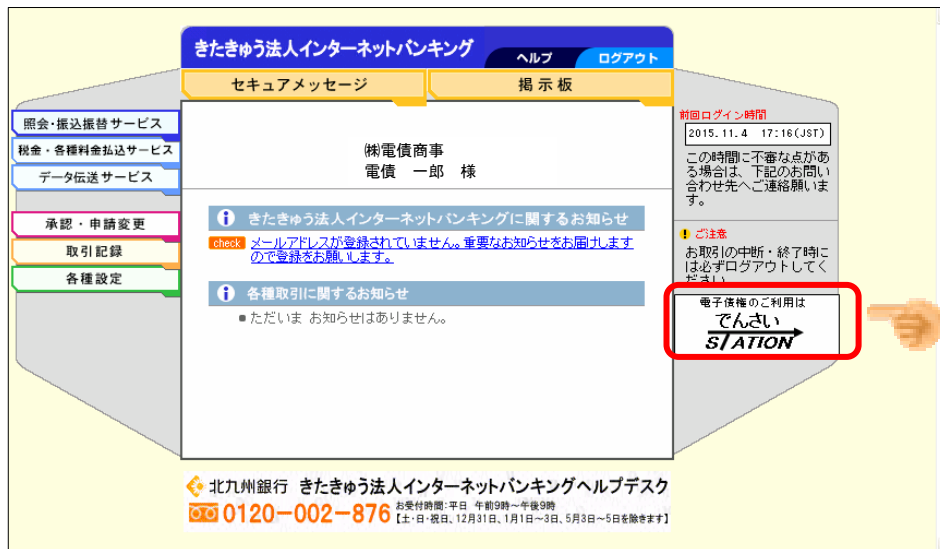 きたきゅう法人インターネットバンキング
ヘルプ
ログアウト
セキュアメッセージ
掲示板
照会・振込振替サービス
税金・各種料金払込サービス
データ伝送サービス
承認・申請変更
取引記録
各種設定
㈱電債商事
電債 一郎 様
きたきゅう法人インターネットバンキングに関するお知らせ
check メールアドレスが登録されていません。重要なお知らせをお届けします
ので登録をお願いします。
各種取引に関するお知らせ
■ただいま お知らせはありません。
前回ログイン時間
2015.11.4 17:16(JST)
この時間に不審な点があ
る場合は、下記のお問い
合わせ先へご連絡願いま
す。
ご注意
お取引の中断・終了時に
は必ずログアウトしてく
ださい
電子債権のご利用は
でんさい
STATION
北九州銀行 きたきゅう法人インターネットバンキングヘルプデスク
0120-002-876
お受付時間:平日 午前9時~午後9時
【土・日・祝日、12月31日、1月1日~3日、5月3日~5日を除きます】